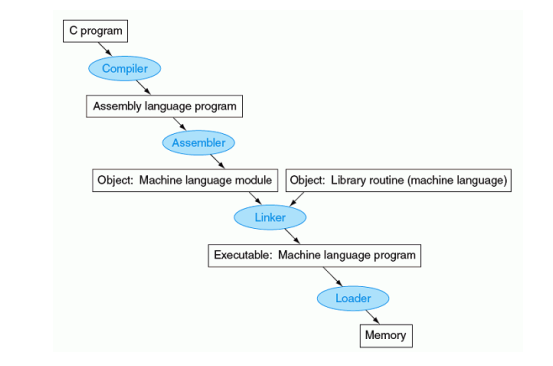 C program
Compiler
Assembly language program
Assembler
Object: Machine language module
Object: Library routine (machine language)
Linker
Executable: Machine language program
Loader
Memory